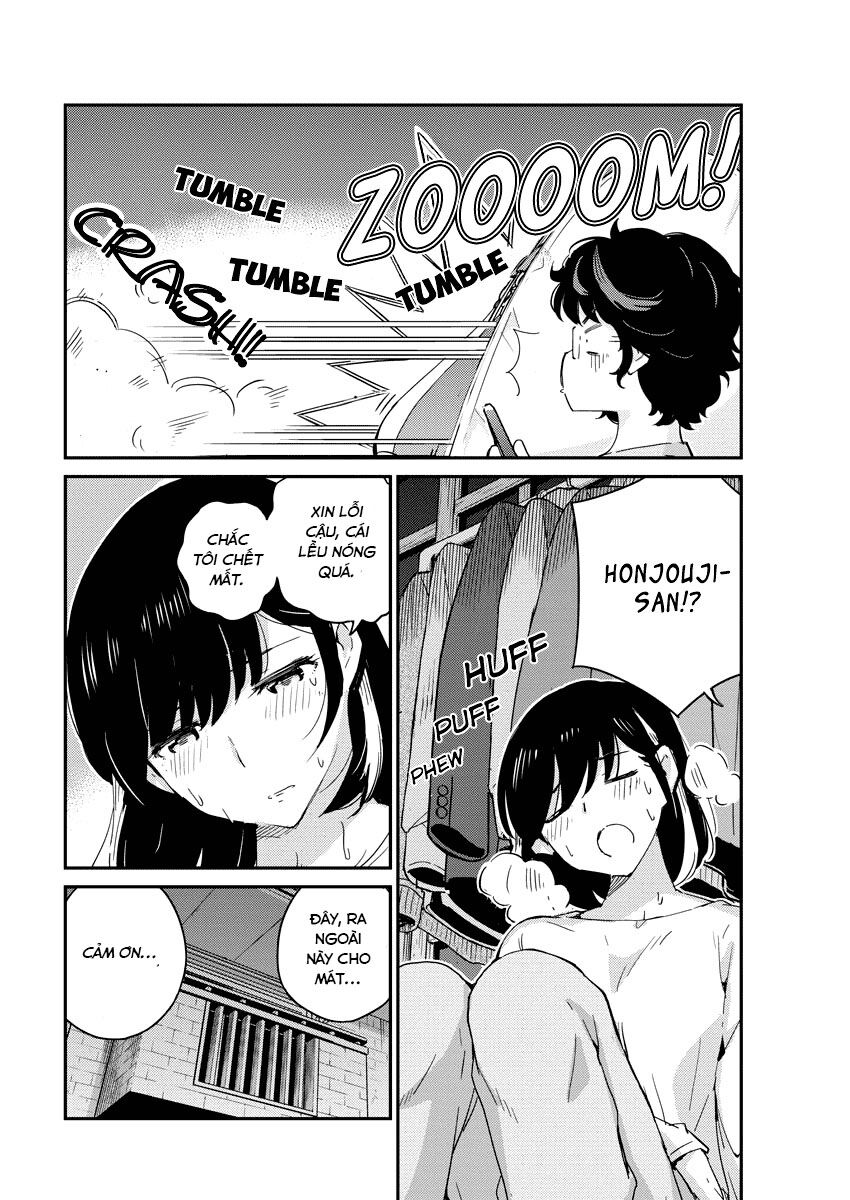 ZOOOOM!
TUMBLE
TUMBLE
TUMBLE
CRASH!!
HONJOUJI-
SAN!?
HUFF
PUFF
PHEW
XIN LỖI
CẬU, CÁI
LỀU NÓNG
QUÁ.
CHẮC
TÔI CHẾT
MẤT.
ĐÂY, RA
NGOÀI
NÀY CHO
MÁT...
CẢM ƠN...